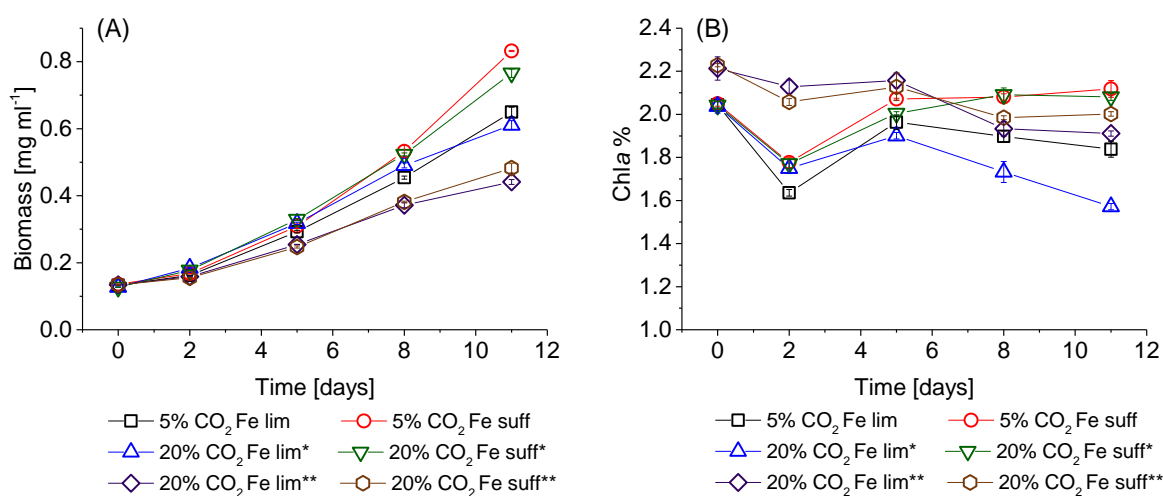 (A)
Biomass [mg ml⁻¹]
0.8
0.6
0.4
0.2
0.0
0 2 4 6 8 10 12
Time [days]
5% CO₂ Fe lim 5% CO₂ Fe suff
20% CO₂ Fe lim* 20% CO₂ Fe suff*
20% CO₂ Fe lim** 20% CO₂ Fe suff**
(B)
Chla %
2.4
2.2
2.0
1.8
1.6
1.4
1.2
1.0
0 2 4 6 8 10 12
Time [days]
5% CO₂ Fe lim 5% CO₂ Fe suff
20% CO₂ Fe lim* 20% CO₂ Fe suff*
20% CO₂ Fe lim** 20% CO₂ Fe suff**